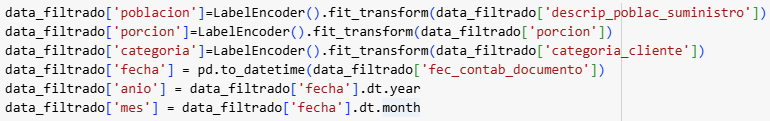 data_filtrado['poblacion']=LabelEncoder().fit_transform(data_filtrado['descrip_poblac_suministro'])
data_filtrado['porcion']=LabelEncoder().fit_transform(data_filtrado['porcion'])
data_filtrado['categoria']=LabelEncoder().fit_transform(data_filtrado['categoria_cliente'])
data_filtrado['fecha'] = pd.to_datetime(data_filtrado['fec_contab_documento'])
data_filtrado['anio'] = data_filtrado['fecha'].dt.year
data_filtrado['mes'] = data_filtrado['fecha'].dt.month